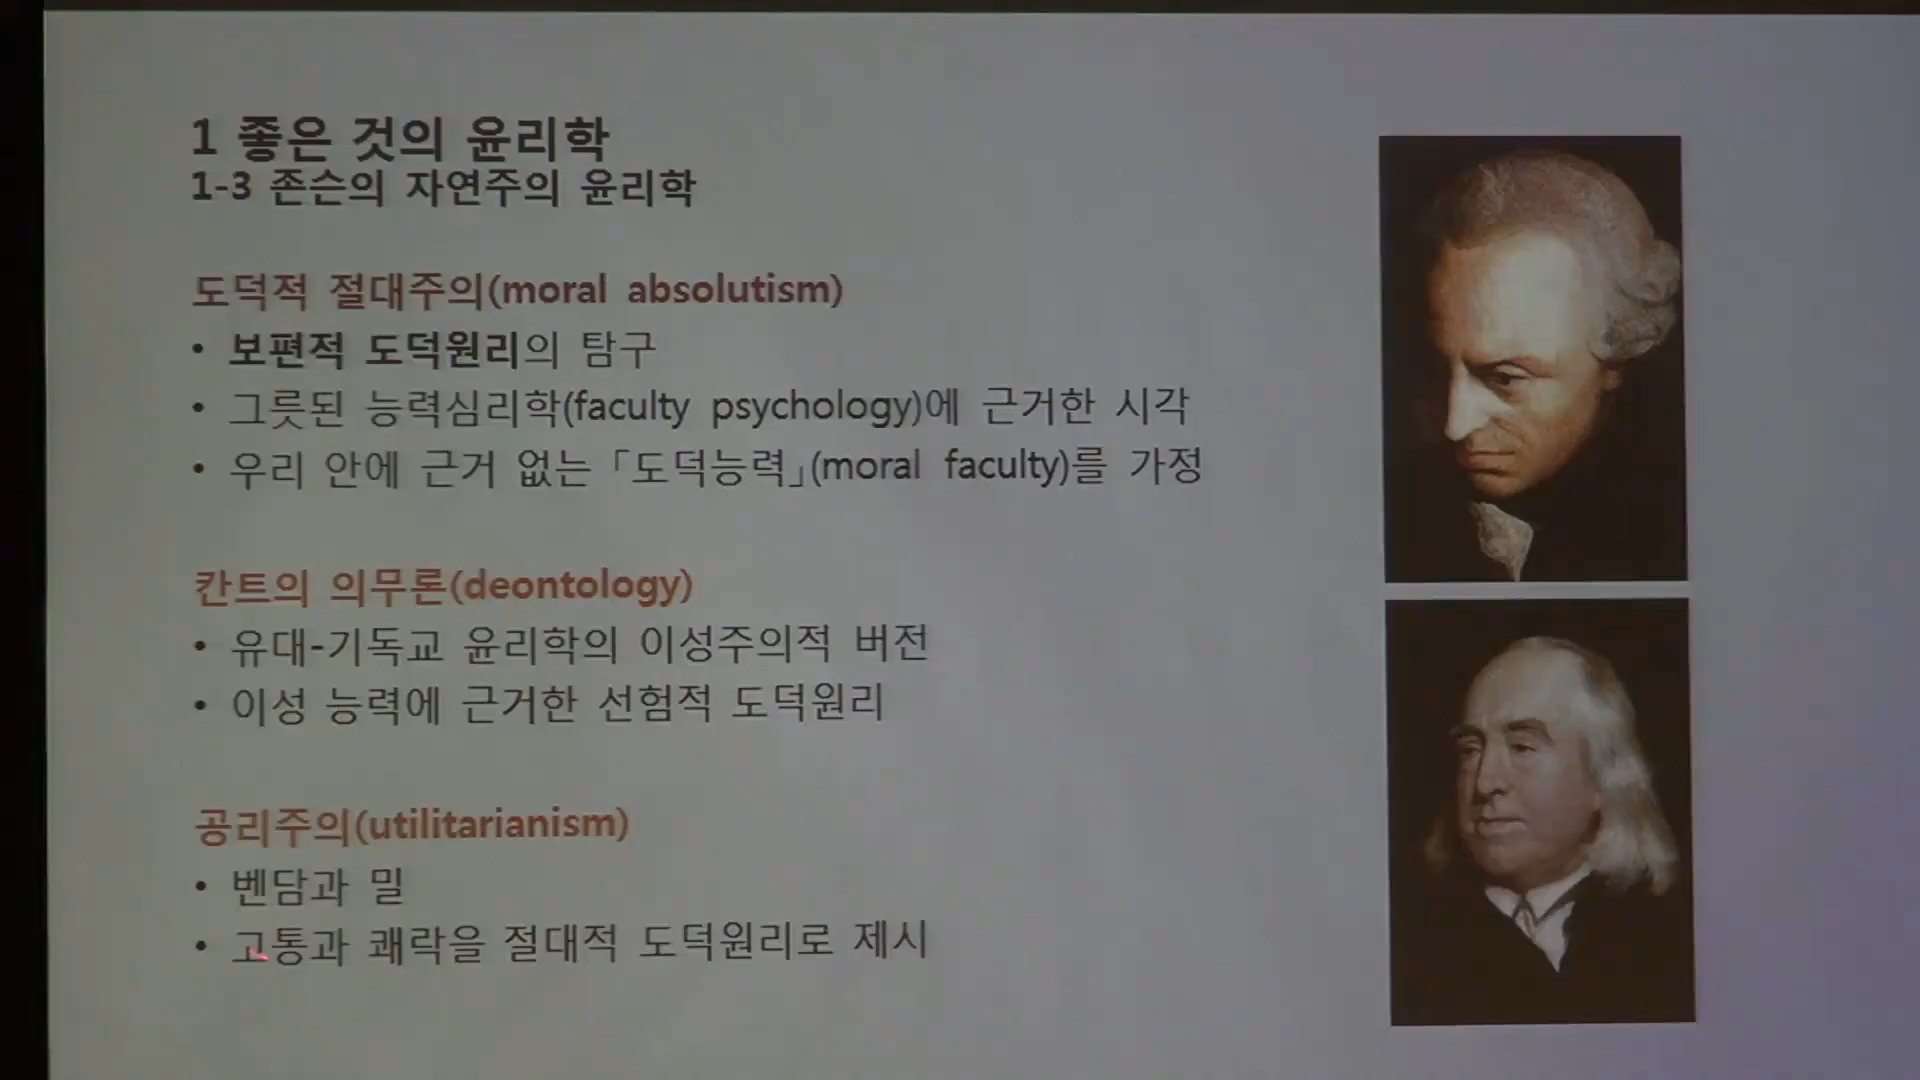 1 좋은 것의 윤리학
1-3 존슨의 자연주의 윤리학
도덕적 절대주의(moral absolutism)
• 보편적 도덕원리의 탐구
• 그릇된 능력심리학(faculty psychology)에 근거한 시각
• 우리 안에 근거 없는 「도덕능력」(moral faculty)를 가정
칸트의 의무론(deontology)
• 유대-기독교 윤리학의 이성주의적 버전
• 이성 능력에 근거한 선험적 도덕원리
공리주의(utilitarianism)
• 벤담과 밀
• 고통과 쾌락을 절대적 도덕원리로 제시